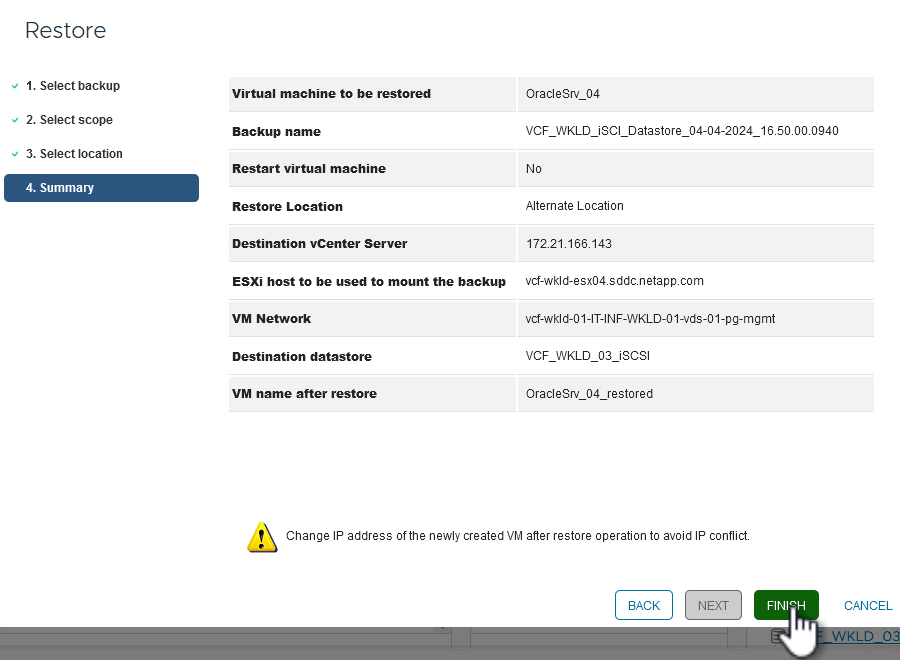 Restore
1. Select backup
2. Select scope
3. Select location
4. Summary
Virtual machine to be restored OracleSrv_04
Backup name VCF_WKLD_iSCI_Datastore_04-04-2024_16.50.00.0940
Restart virtual machine No
Restore Location Alternate Location
Destination vCenter Server 172.21.166.143
ESXi host to be used to mount the backup vcf-wkld-esx04.sddc.netapp.com
VM Network vcf-wkld-01-IT-INF-WKLD-01-vds-01-pg-mgmt
Destination datastore VCF_WKLD_03_iSCSI
VM name after restore OracleSrv_04_restored
Change IP address of the newly created VM after restore operation to avoid IP conflict.
BACK NEXT FINISH CANCEL
F_WKLD_03